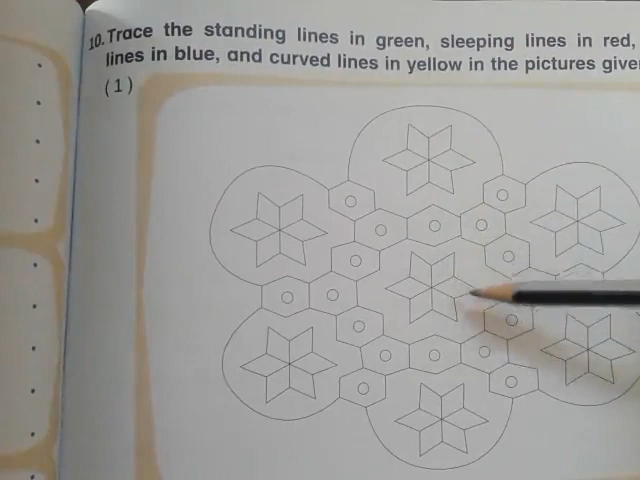 10. Trace the standing lines in green, sleeping lines in red,
lines in blue, and curved lines in yellow in the pictures give
(1)